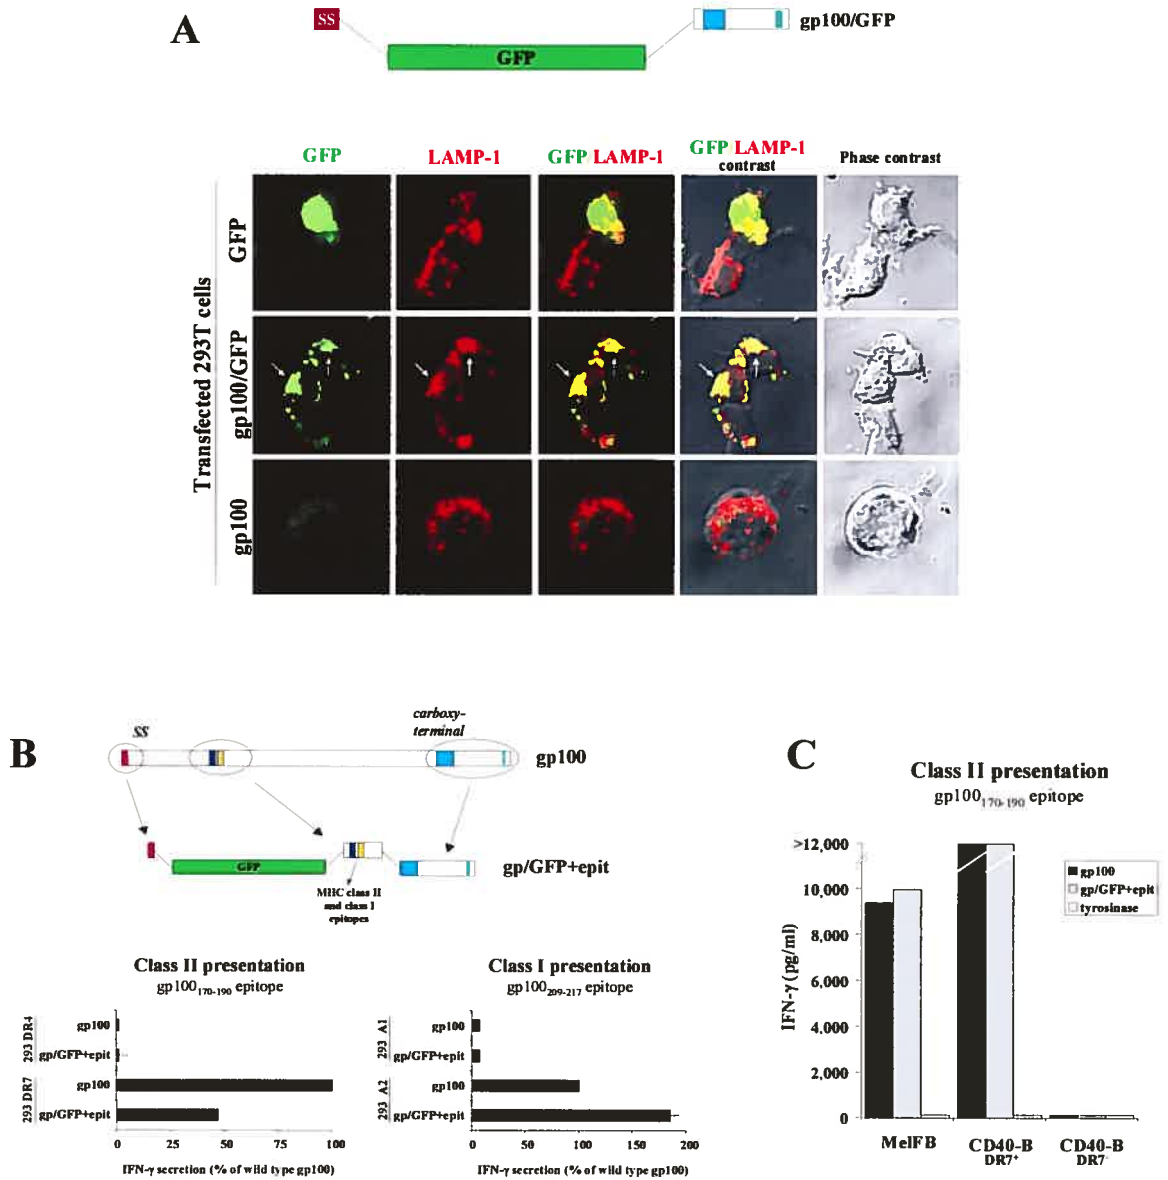 A
SS
GFP
gp100/GFP
GFP
LAMP-1
GFP LAMP-1
GFP LAMP-1
contrast
Phase contrast
Transfected 293T cells
GFP
gp100/GFP
gp100
B
SS
carboxy-
terminal
gp100
GFP
gp/GFP+epit
MHC class II
and class I
epitopes
Class II presentation
gp100170-190 epitope
293 DR4
gp100
gp/GFP+epit
293 DR7
gp100
gp/GFP+epit
0 25 50 75 100
IFN-γ secretion (% of wild type gp100)
Class I presentation
gp100209-217 epitope
293 A1
gp100
gp/GFP+epit
293 A2
gp100
gp/GFP+epit
0 50 100 150 200
IFN-γ secretion (% of wild type gp100)
C
Class II presentation
gp100170-190 epitope
IFN-γ (pg/ml)
>12,000
10,000
8,000
6,000
4,000
2,000
0
gp100
gp/GFP+epit
tyrosinase
MelFB
CD40-B
DR7+
CD40-B
DR7-